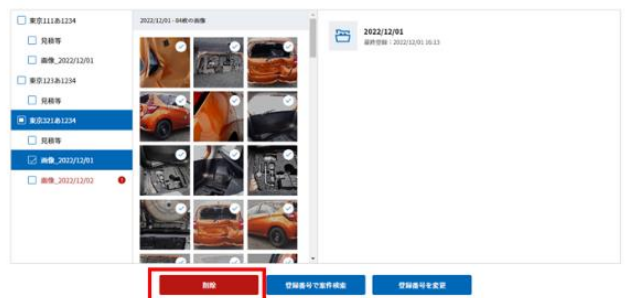 東京111あ1234
見積等
画像_2022/12/01
東京123あ1234
見積等
東京321あ1234
見積等
画像_2022/12/01
画像_2022/12/02
2022/12/01 - 84枚の画像
2022/12/01
最終登録：2022/12/01 16:13
削除
登録番号で案件検索
登録番号を変更